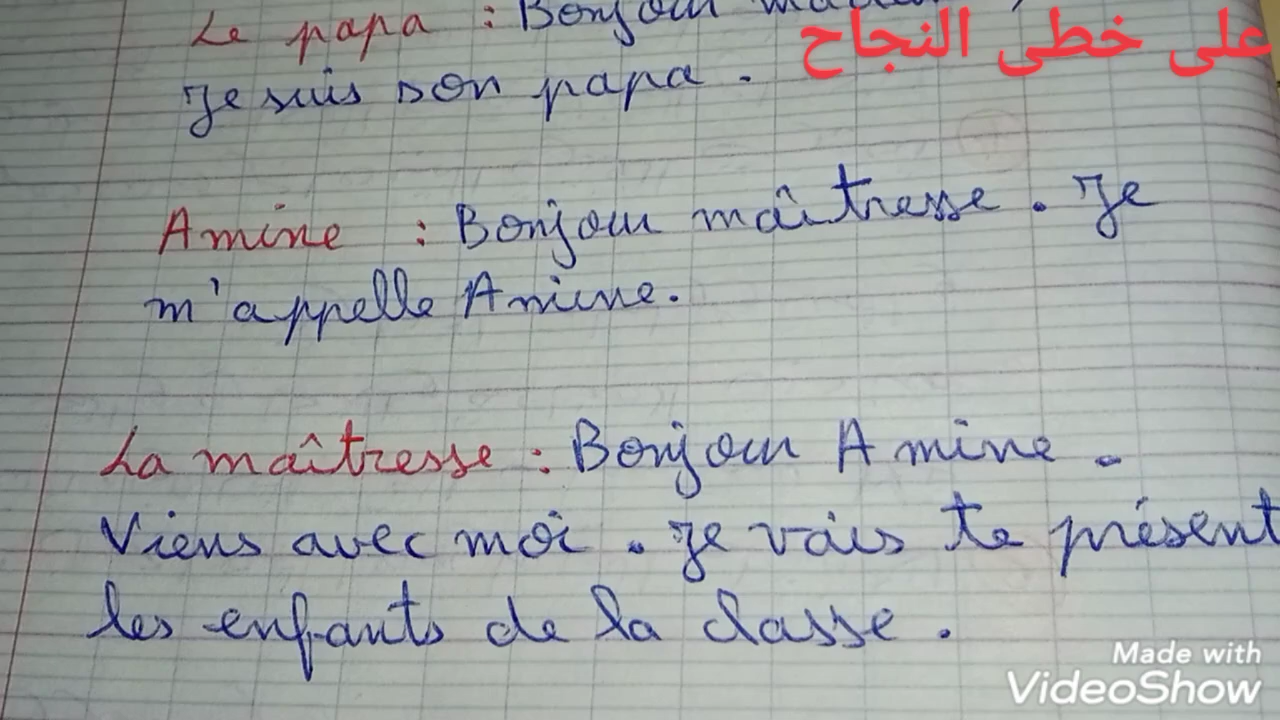 Le papa : Bonjour
على خطى النجاح
Je suis son papa .
Amine : Bonjour maîtresse . Je
m'appelle Amine.
La maîtresse : Bonjour Amine .
Viens avec moi . Je vais te présent
les enfants de la classe .
Made with
VideoShow